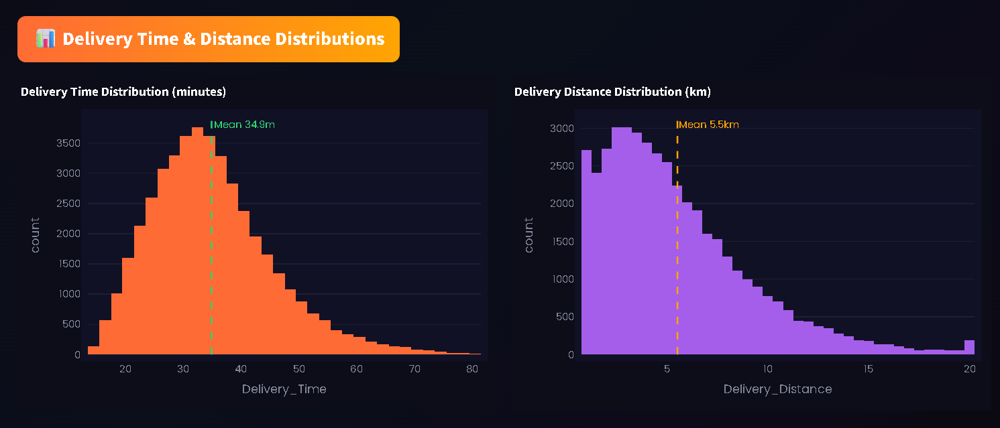 📊 Delivery Time & Distance Distributions
Delivery Time Distribution (minutes)
Mean 34.9m
3500
3000
2500
2000
1500
1000
500
0
count
20 30 40 50 60 70 80
Delivery_Time
Delivery Distance Distribution (km)
Mean 5.5km
3000
2500
2000
1500
1000
500
0
count
5 10 15 20
Delivery_Distance